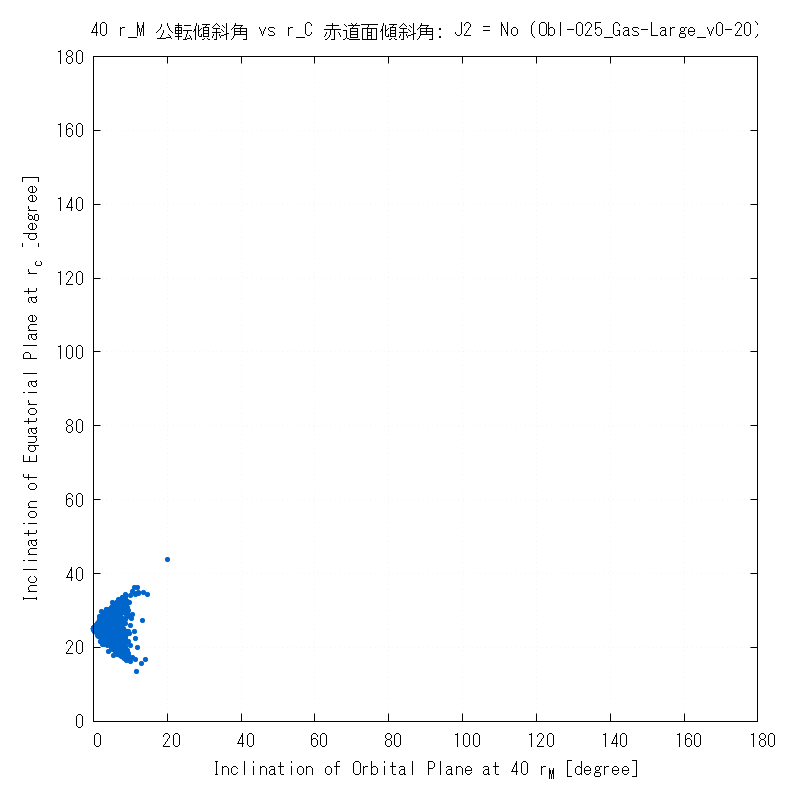 40 r_M 公転傾斜角 vs r_C 赤道面傾斜角: J2 = No (Obl-025_Gas-Large_v0-20)
180
160
140
120
100
80
60
40
20
0
Inclination of Equatorial Plane at r_C [degree]
0 20 40 60 80 100 120 140 160 180
Inclination of Orbital Plane at 40 r_M [degree]